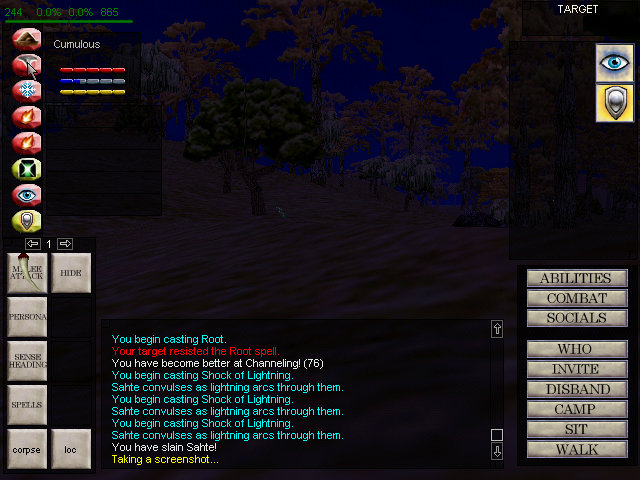 244 0.0% 0.0% 865
TARGET
Cumulous
1
MELEE ATTACK
HIDE
PERSONA
SENSE HEADING
SPELLS
corpse
loc
You begin casting Root.
Your target resisted the Root spell.
You have become better at Channeling! (76)
You begin casting Shock of Lightning.
Sahte convulses as lightning arcs through them.
You begin casting Shock of Lightning.
Sahte convulses as lightning arcs through them.
You begin casting Shock of Lightning.
Sahte convulses as lightning arcs through them.
You have slain Sahte!
Taking a screenshot...
ABILITIES
COMBAT
SOCIALS
WHO
INVITE
DISBAND
CAMP
SIT
WALK